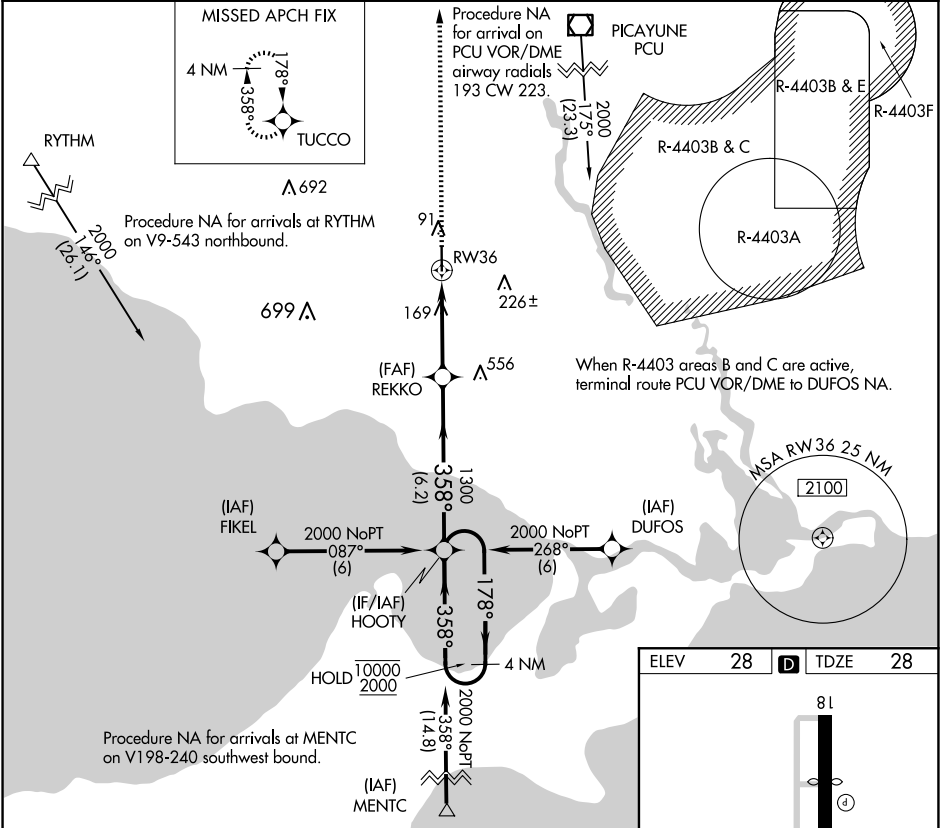 MISSED APCH FIX
4 NM
178°
358°
TUCCO
Procedure NA
for arrival on
PCU VOR/DME
airway radials
193 CW 223.
PICAYUNE
PCU
2000
175°
(23.3)
R-4403B & E
R-4403F
R-4403B & C
R-4403A
RYTHM
2000
146°
(26.1)
692
Procedure NA for arrivals at RYTHM
on V9-543 northbound.
91
RW36
226±
699
169
(FAF)
REKKO
556
When R-4403 areas B and C are active,
terminal route PCU VOR/DME to DUFOS NA.
1300
358°
(6.2)
MSA RW36 25 NM
2100
(IAF)
FIKEL
2000 NoPT
087°
(6)
2000 NoPT
268°
(6)
(IAF)
DUFOS
(IF/IAF)
HOOTY
358°
178°
HOLD 10000
2000
4 NM
2000 NoPT
358°
(14.8)
Procedure NA for arrivals at MENTC
on V198-240 southwest bound.
(IAF)
MENTC
ELEV 28 D TDZE 28
18
P